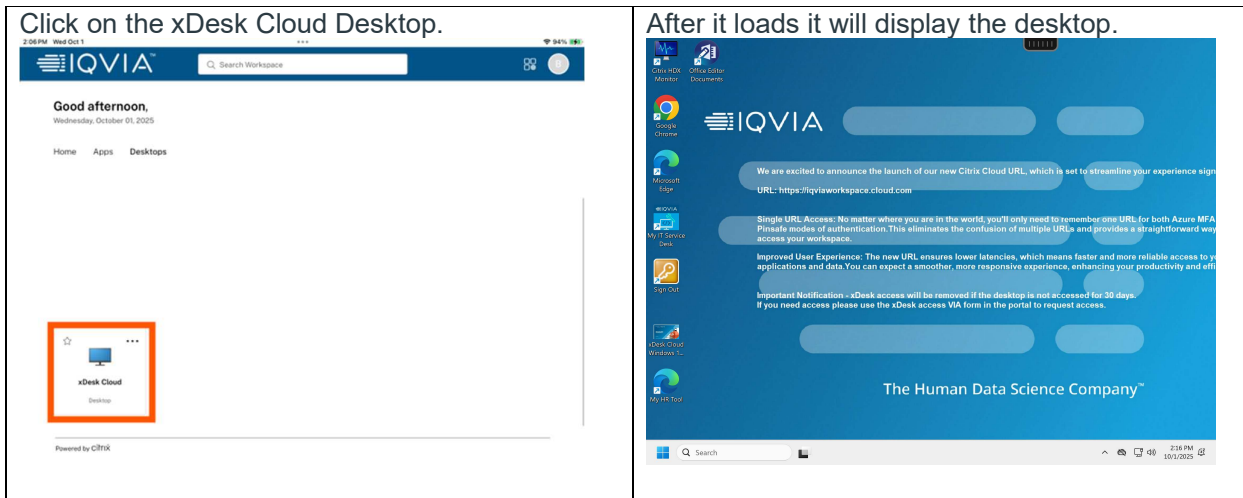 Click on the xDesk Cloud Desktop.
2:06 PM Wed Oct 1
94%
IQVIA
Search Workspace
Good afternoon,
Wednesday, October 01, 2025
Home Apps Desktops
xDesk Cloud
Desktop
Powered by citrix
After it loads it will display the desktop.
Citrix HDX
Monitor
Office Editor
Documents
Google
Chrome
IQVIA
Microsoft
Edge
We are excited to announce the launch of our new Citrix Cloud URL, which is set to streamline your experience sign
URL: https://iqviaworkspace.cloud.com
IQVIA
My IT Service
Desk
Single URL Access: No matter where you are in the world, you'll only need to remember one URL for both Azure MFA
Pinsafe modes of authentication.This eliminates the confusion of multiple URLs and provides a straightforward way
access your workspace.
Improved User Experience: The new URL ensures lower latencies, which means faster and more reliable access to yo
applications and data.You can expect a smoother, more responsive experience, enhancing your productivity and effi
Sign Out
Important Notification - xDesk access will be removed if the desktop is not accessed for 30 days.
If you need access please use the xDesk access VIA form in the portal to request access.
xDesk Cloud
Windows 1...
My HR Tool
The Human Data Science Company™
Search
2:16 PM
10/1/2025